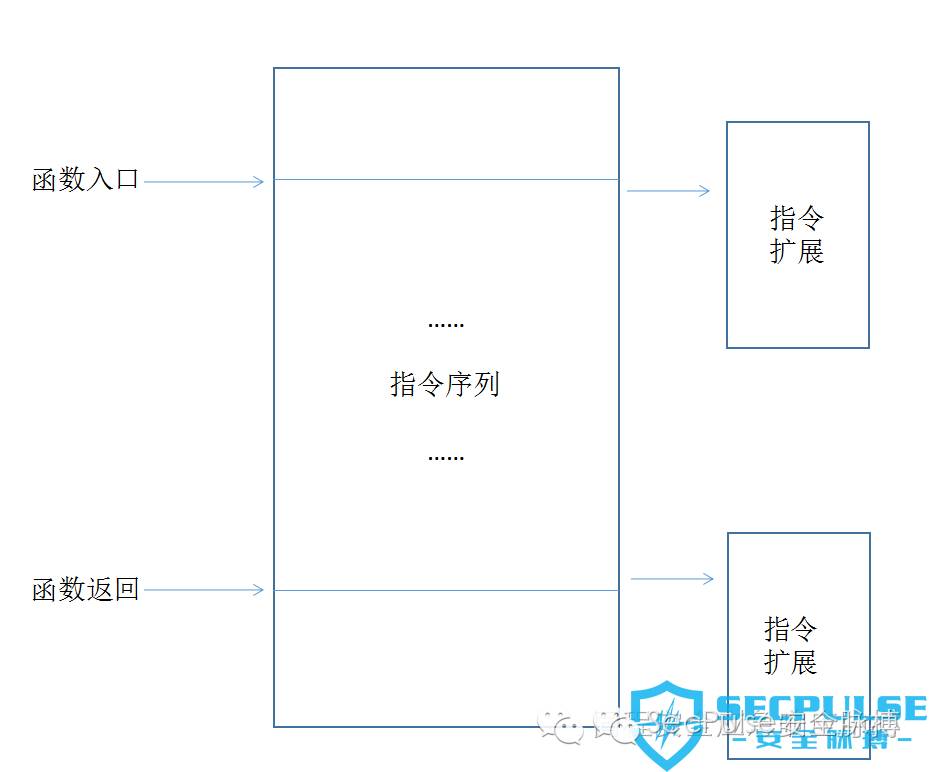 函数入口
指令
扩展
......
指令序列
......
函数返回
指令
扩展
SECPULSE
SecPulse安全脉搏
-安全脉搏-